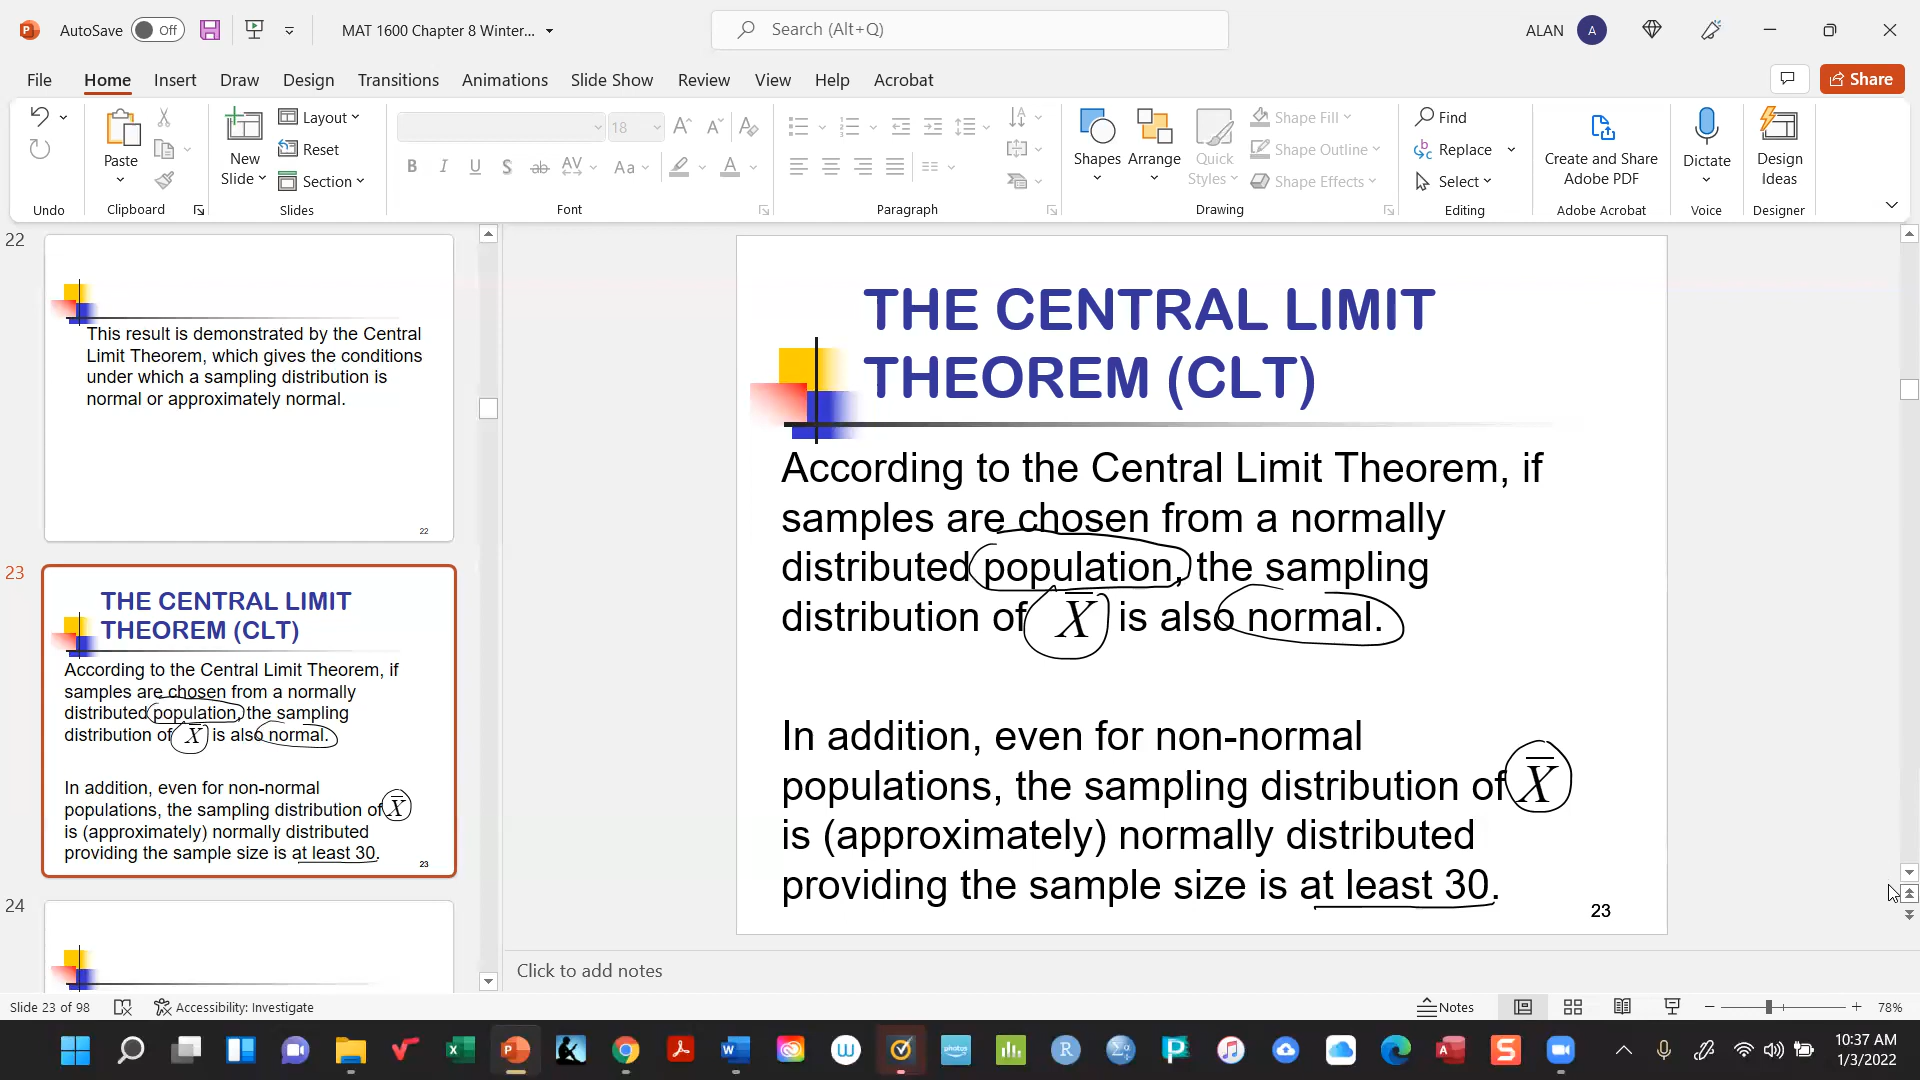 AutoSave Off MAT 1600 Chapter 8 Winter... Search (Alt+Q) ALAN A
File Home Insert Draw Design Transitions Animations Slide Show Review View Help Acrobat Share
Undo
Paste
Clipboard
New Slide
Layout
Reset
Section
Slides
18
B I U S ab AV Aa A
Font
Paragraph
Shapes
Arrange
Quick Styles
Shape Fill
Shape Outline
Shape Effects
Drawing
Find
Replace
Select
Editing
Create and Share
Adobe PDF
Adobe Acrobat
Dictate
Voice
Design
Ideas
Designer
22
This result is demonstrated by the Central
Limit Theorem, which gives the conditions
under which a sampling distribution is
normal or approximately normal.
22
23
THE CENTRAL LIMIT
THEOREM (CLT)
According to the Central Limit Theorem, if
samples are chosen from a normally
distributed population, the sampling
distribution of X̅ is also normal.
In addition, even for non-normal
populations, the sampling distribution of X̅
is (approximately) normally distributed
providing the sample size is at least 30.
23
24
THE CENTRAL LIMIT
THEOREM (CLT)
According to the Central Limit Theorem, if
samples are chosen from a normally
distributed population, the sampling
distribution of X̅ is also normal.
In addition, even for non-normal
populations, the sampling distribution of X̅
is (approximately) normally distributed
providing the sample size is at least 30.
23
Click to add notes
Slide 23 of 98 Accessibility: Investigate Notes 78%
10:37 AM
1/3/2022